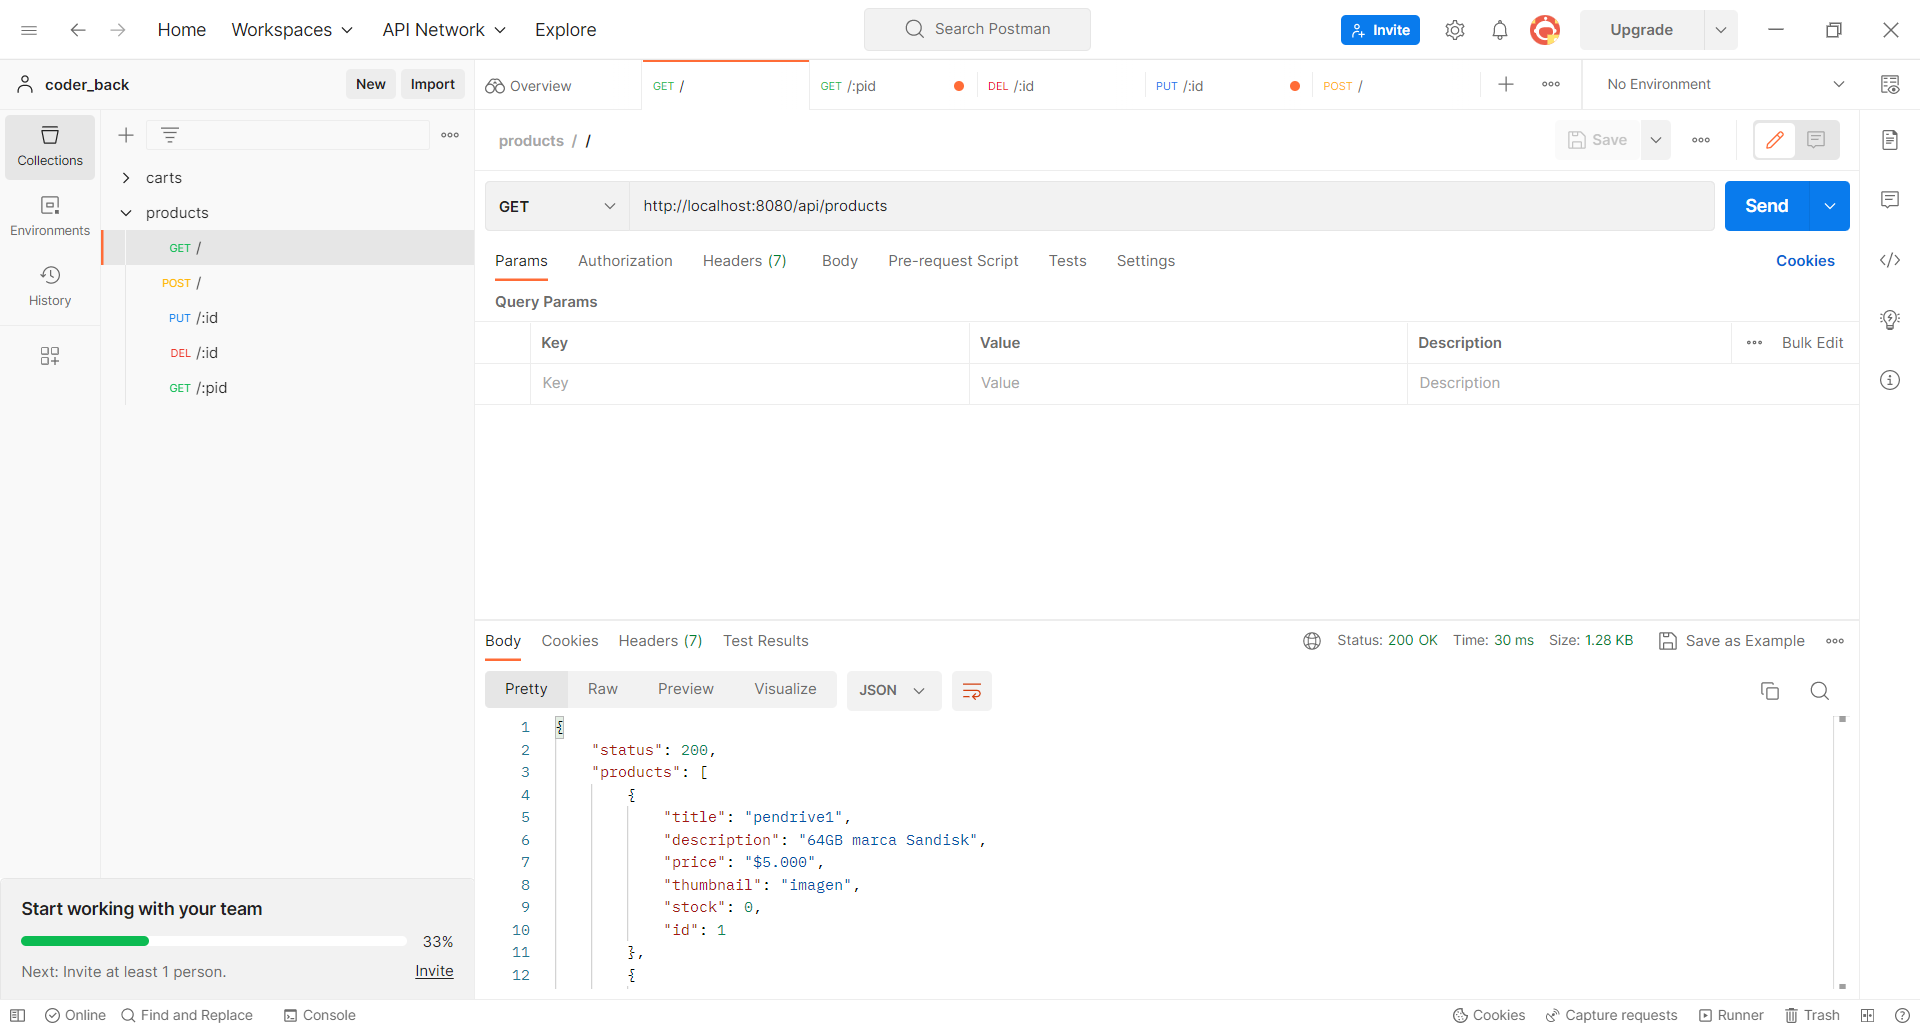 Home Workspaces API Network Explore Search Postman Invite Upgrade
coder_back New Import Overview GET / GET /:pid DEL /:id PUT /:id POST / No Environment
Collections
Environments
History
carts
products
GET /
POST /
PUT /:id
DEL /:id
GET /:pid
products / / Save
GET http://localhost:8080/api/products Send
Params Authorization Headers (7) Body Pre-request Script Tests Settings Cookies
Query Params
Key Value Description Bulk Edit
Key Value Description
Body Cookies Headers (7) Test Results Status: 200 OK Time: 30 ms Size: 1.28 KB Save as Example
Pretty Raw Preview Visualize JSON
1 {
2 "status": 200,
3 "products": [
4 {
5 "title": "pendrive1",
6 "description": "64GB marca Sandisk",
7 "price": "$5.000",
8 "thumbnail": "imagen",
9 "stock": 0,
10 "id": 1
11 },
12 {
Start working with your team
33%
Next: Invite at least 1 person. Invite
Online Find and Replace Console Cookies Capture requests Runner Trash